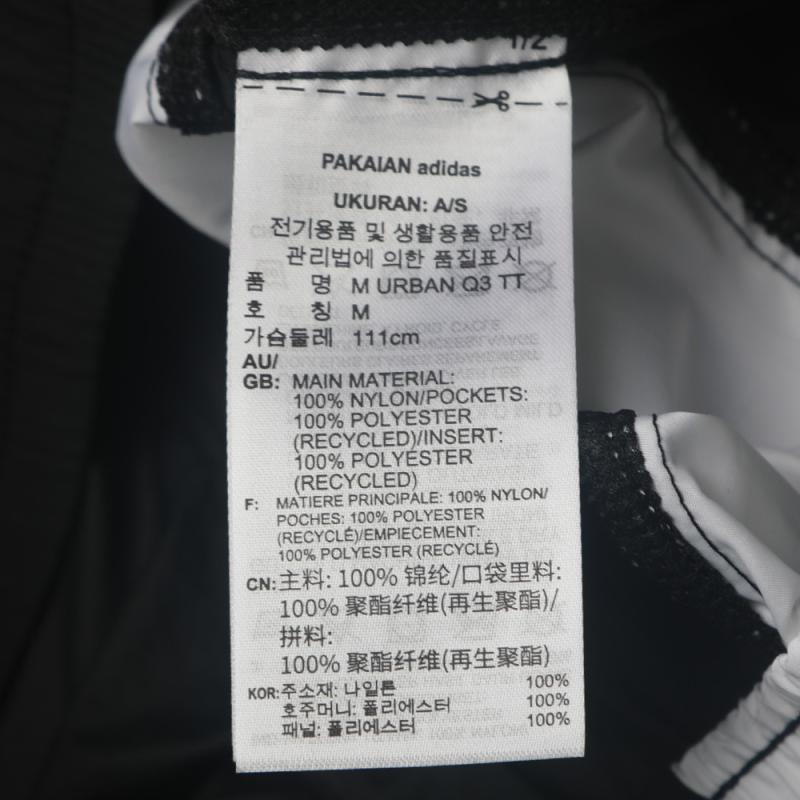 1/2
PAKAIAN adidas
UKURAN: A/S
전기용품 및 생활용품 안전
관리법에 의한 품질표시
품 명 M URBAN Q3 TT
호 칭 M
가슴둘레 111cm
AU/
GB: MAIN MATERIAL:
100% NYLON/POCKETS:
100% POLYESTER
(RECYCLED)/INSERT:
100% POLYESTER
(RECYCLED)
F: MATIERE PRINCIPALE: 100% NYLON/
POCHES: 100% POLYESTER
(RECYCLÉ)/EMPIECEMENT:
100% POLYESTER (RECYCLÉ)
CN:主料: 100% 锦纶/口袋里料:
100% 聚酯纤维(再生聚酯)/
拼料:
100% 聚酯纤维(再生聚酯)
KOR:주소재: 나일론 100%
호주머니: 폴리에스터 100%
패널: 폴리에스터 100%